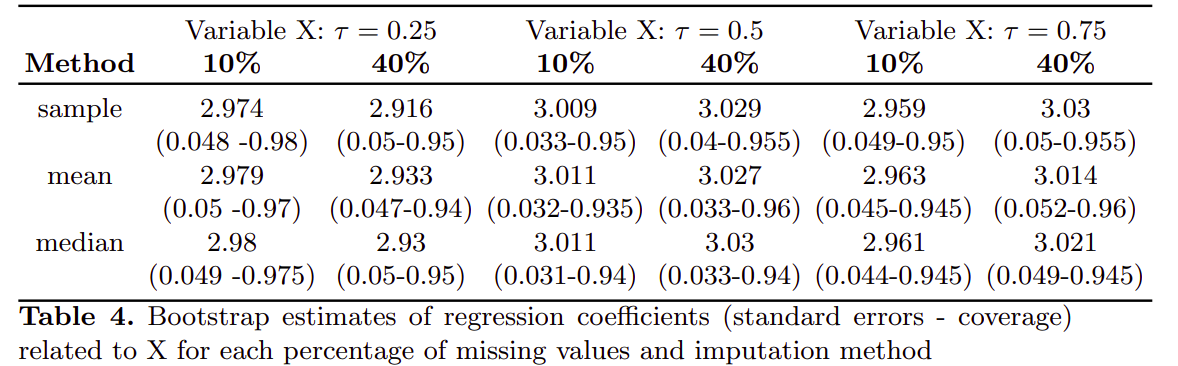 Variable X: τ = 0.25 Variable X: τ = 0.5 Variable X: τ = 0.75
Method 10% 40% 10% 40% 10% 40%
sample 2.974 2.916 3.009 3.029 2.959 3.03
(0.048 -0.98) (0.05-0.95) (0.033-0.95) (0.04-0.955) (0.049-0.95) (0.05-0.955)
mean 2.979 2.933 3.011 3.027 2.963 3.014
(0.05 -0.97) (0.047-0.94) (0.032-0.935) (0.033-0.96) (0.045-0.945) (0.052-0.96)
median 2.98 2.93 3.011 3.03 2.961 3.021
(0.049 -0.975) (0.05-0.95) (0.031-0.94) (0.033-0.94) (0.044-0.945) (0.049-0.945)
Table 4. Bootstrap estimates of regression coefficients (standard errors - coverage)
related to X for each percentage of missing values and imputation method